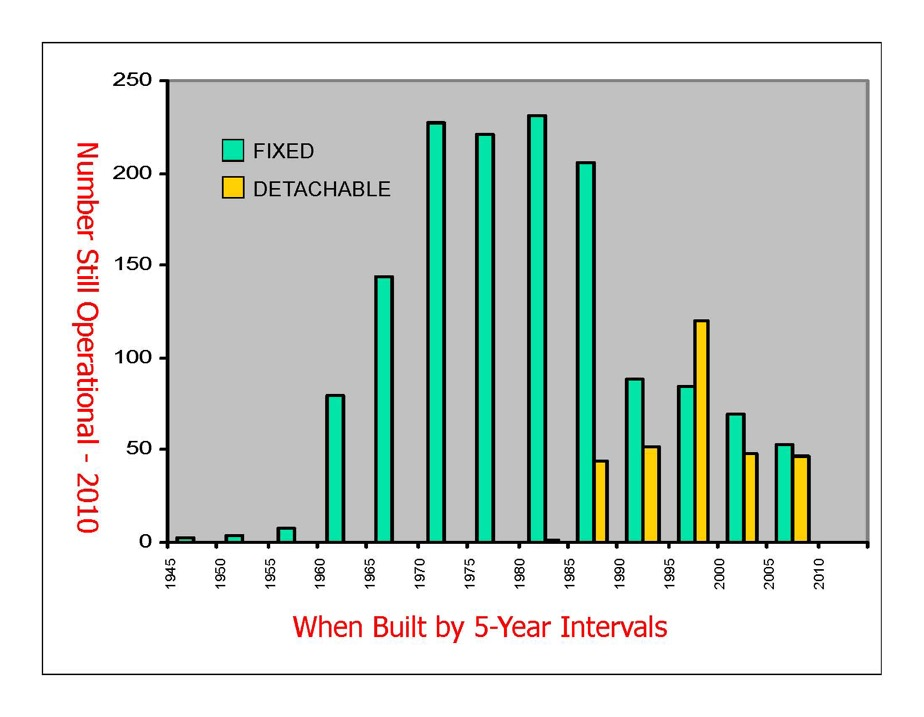 250
200
150
100
50
0
FIXED
DETACHABLE
Number Still Operational - 2010
1945 1950 1955 1960 1965 1970 1975 1980 1985 1990 1995 2000 2005 2010
When Built by 5-Year Intervals